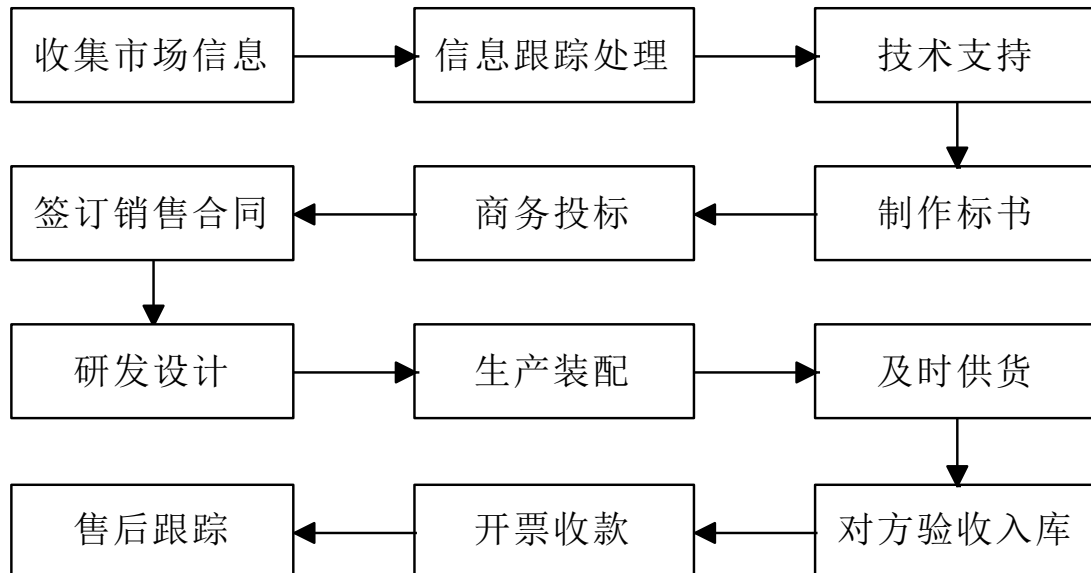 收集市场信息
信息跟踪处理
技术支持
签订销售合同
商务投标
制作标书
研发设计
生产装配
及时供货
售后跟踪
开票收款
对方验收入库